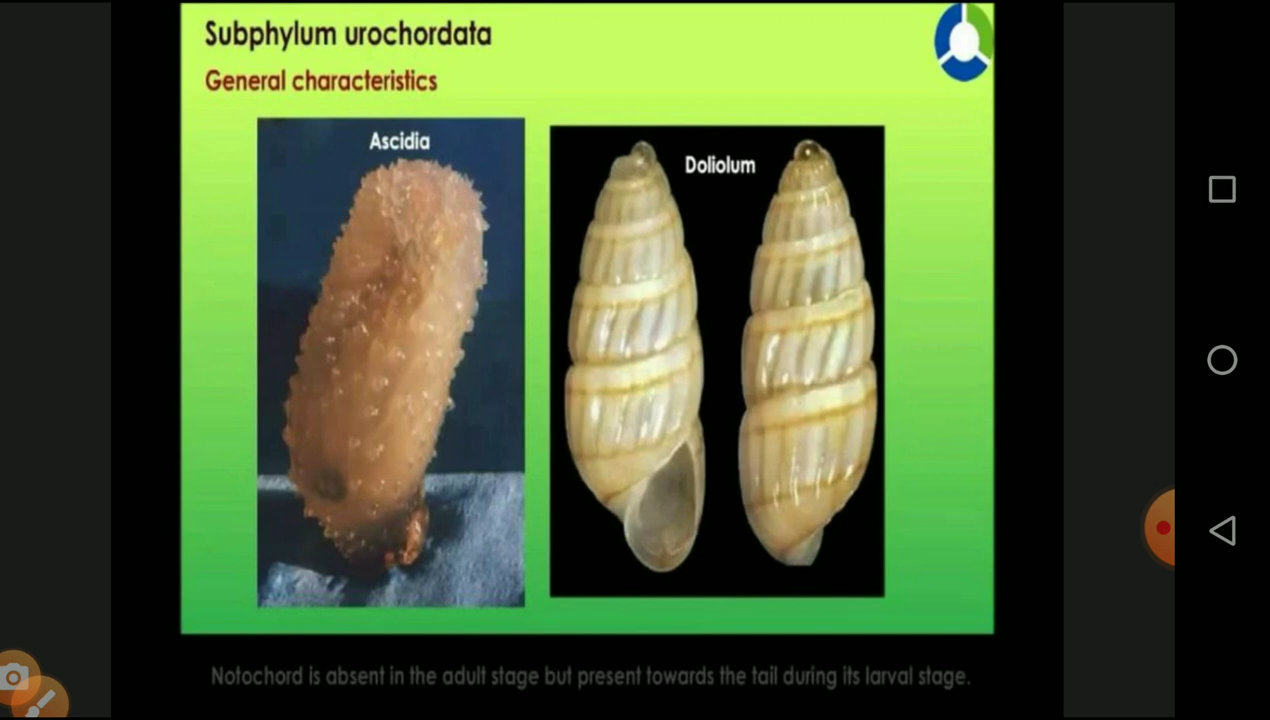 Subphylum urochordata
General characteristics
Ascidia
Doliolum
Notochord is absent in the adult stage but present towards the tail during its larval stage.